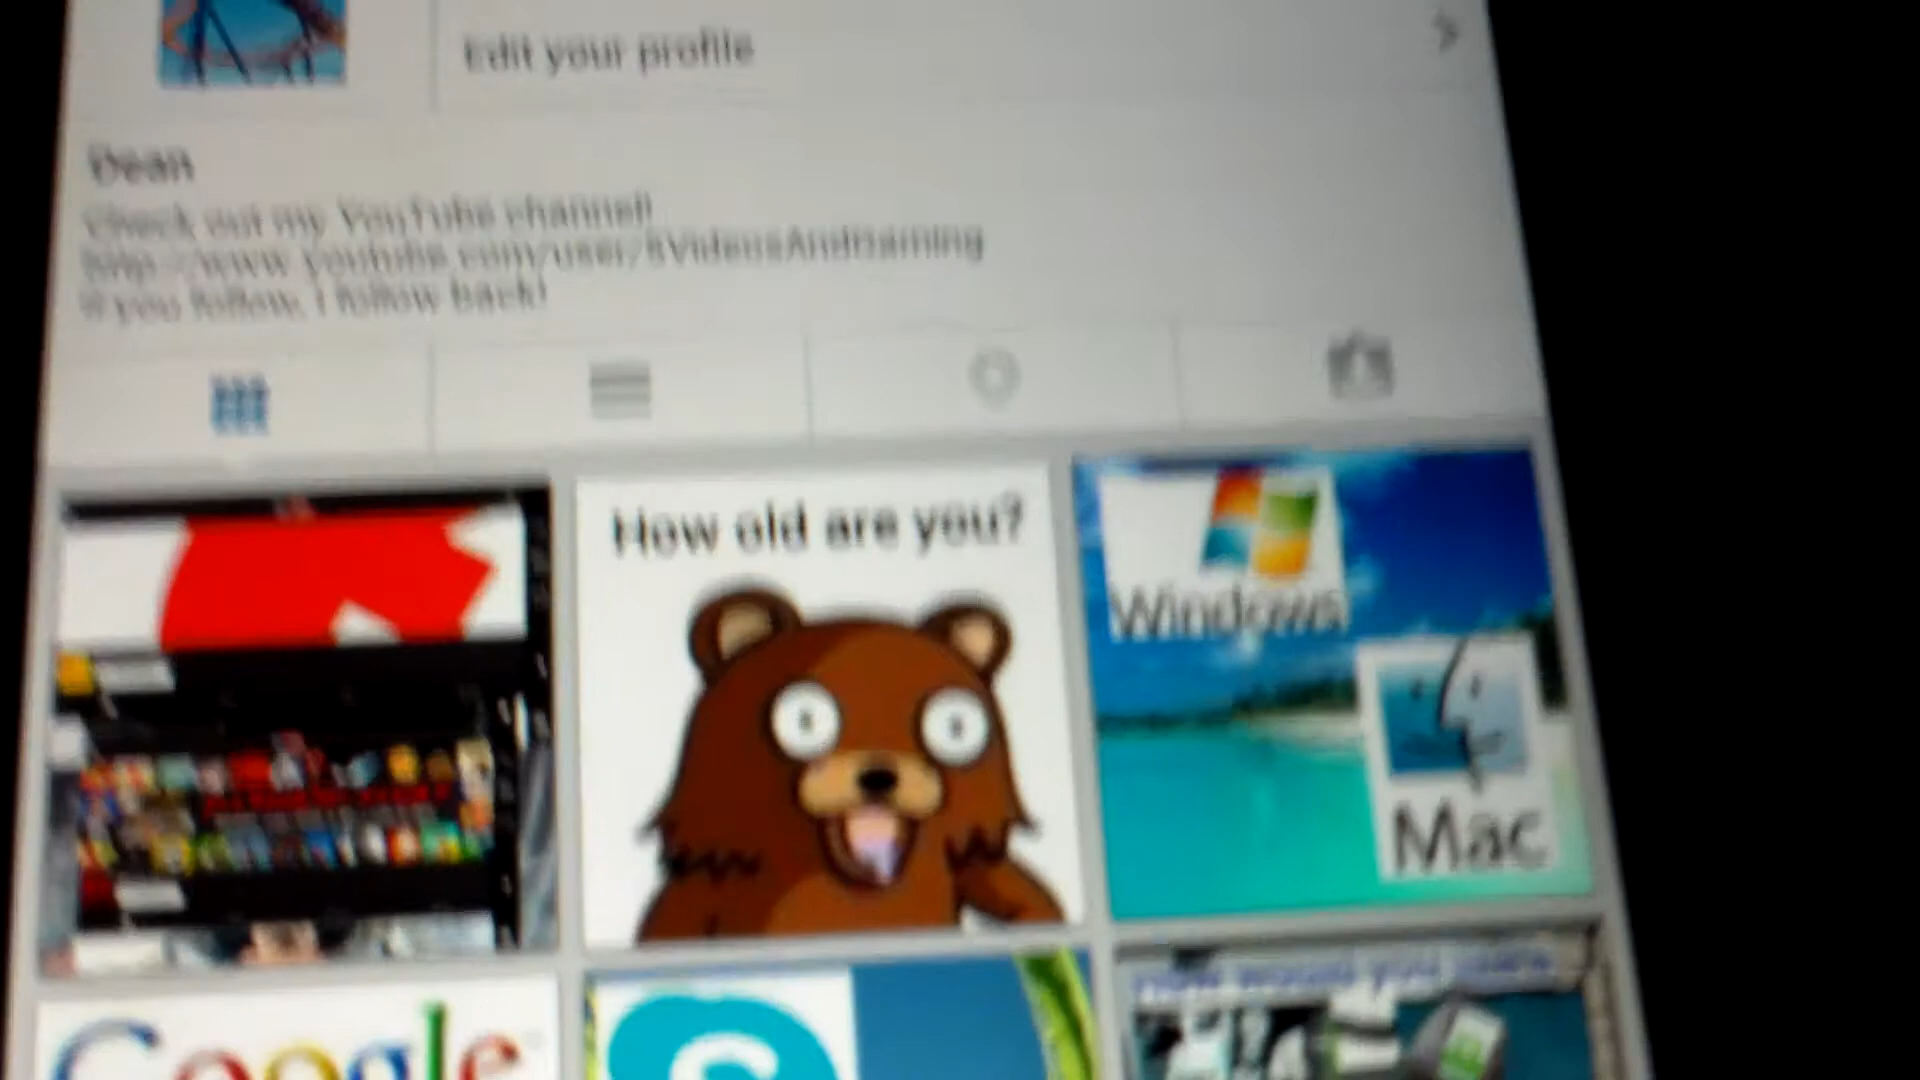 Edit your profile
Dean
Check out my YouTube channel!
If you follow, I follow back!
How old are you?
Windows
Mac
Google